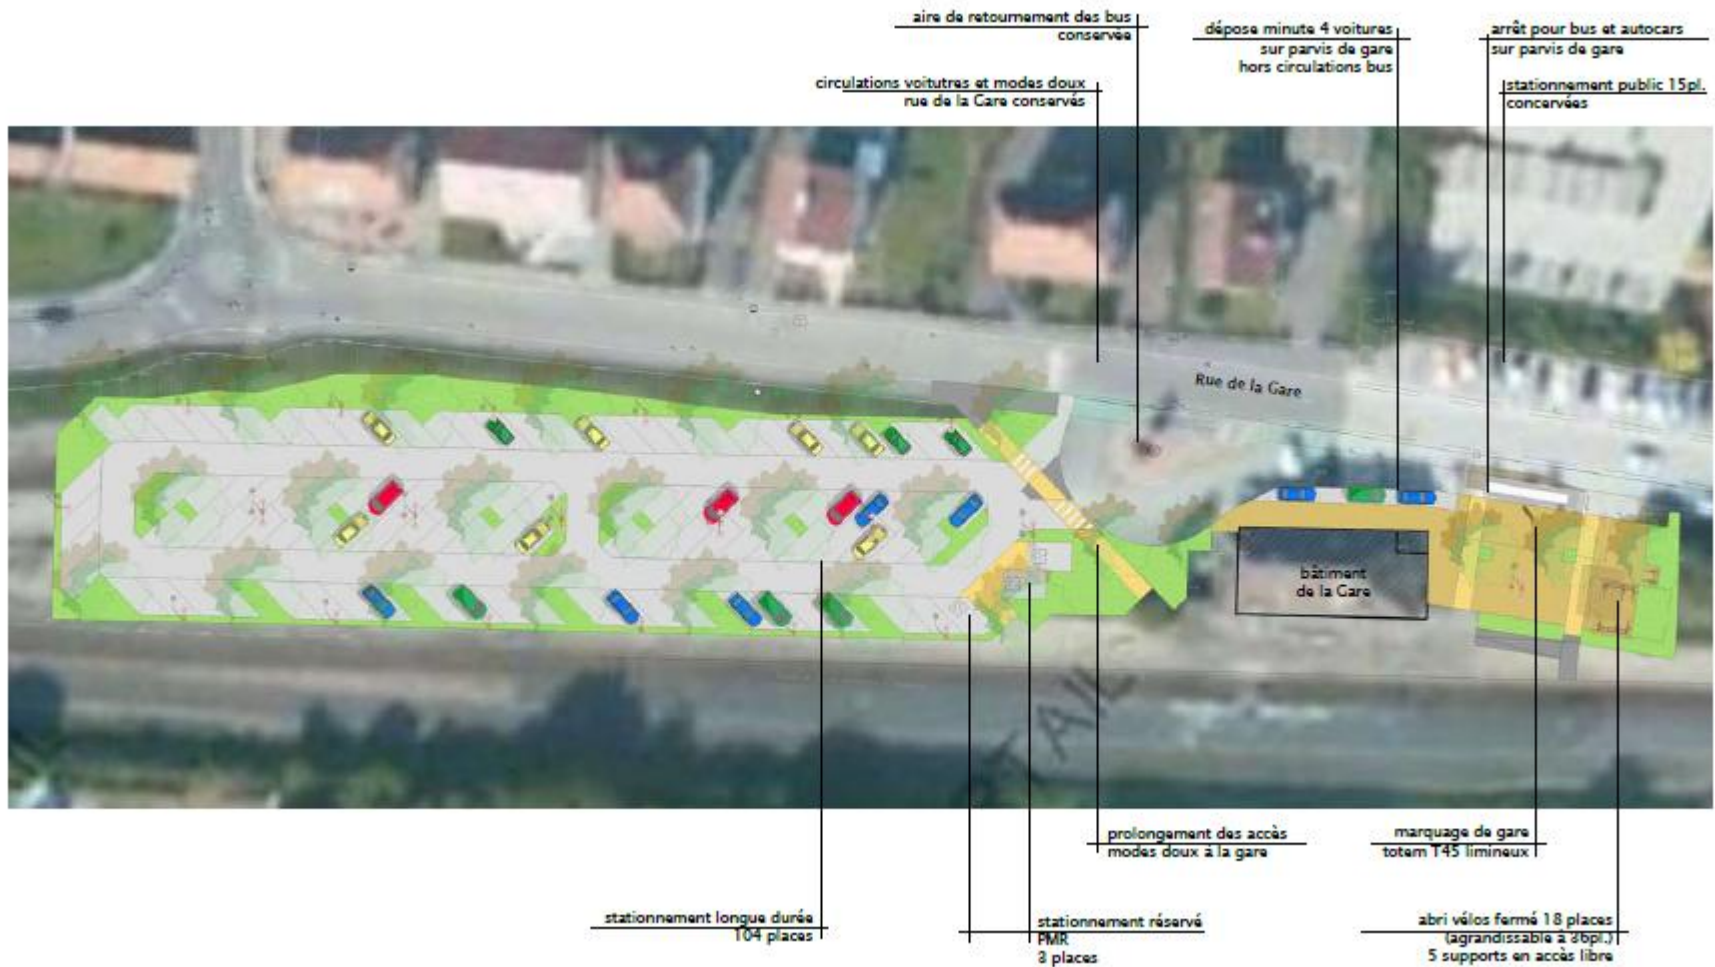 aire de retournement des bus
conservée
circulations voitutres et modes doux
rue de la Gare conservés
dépose minute 4 voitures
sur parvis de gare
hors circulations bus
arrêt pour bus et autocars
sur parvis de gare
stationnement public 15pl.
concervées
Rue de la Gare
bâtiment
de la Gare
TAIL
prolongement des accès
modes doux à la gare
marquage de gare
totem T45 limineux
stationnement longue durée
104 places
stationnement réservé
PMR
3 places
abri vélos fermé 18 places
(agrandissable à 36pl.)
5 supports en accès libre